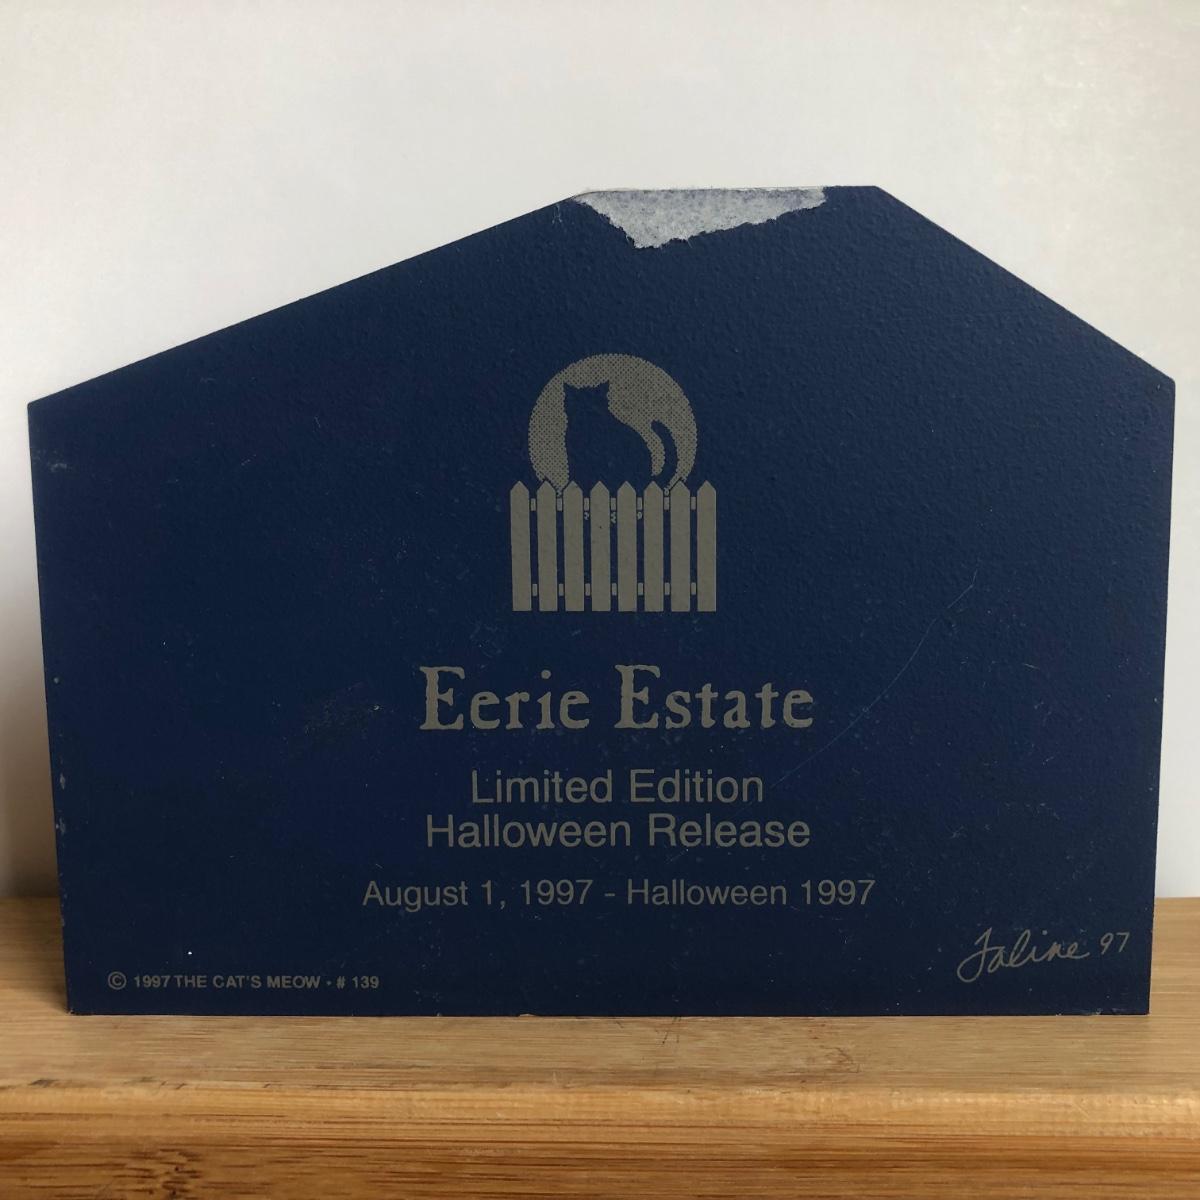 Eerie Estate
Limited Edition
Halloween Release
August 1, 1997 - Halloween 1997
Faline 97
© 1997 THE CAT'S MEOW • # 139